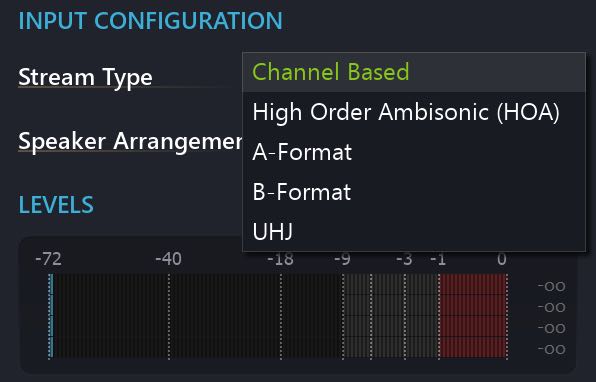 INPUT CONFIGURATION
Stream Type
Channel Based
High Order Ambisonic (HOA)
Speaker Arrangemen
A-Format
B-Format
UHJ
LEVELS
-72 -40 -18 -9 -3 -1 0
-oo
-oo
-oo
-oo